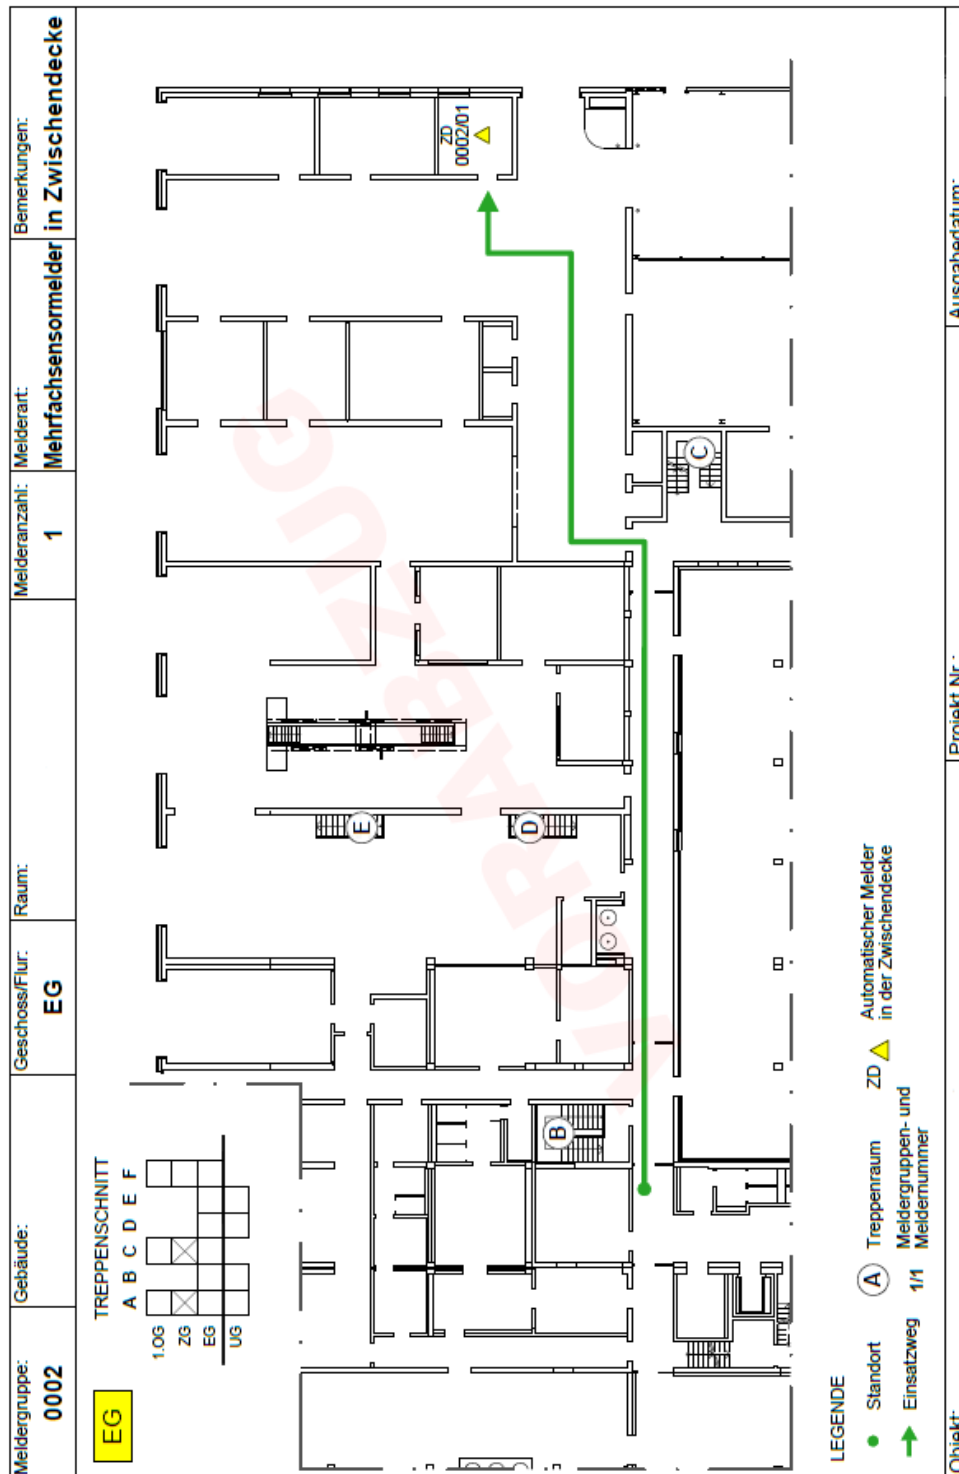 Meldergruppe:
0002
Gebäude:
Geschoss/Flur:
EG
Raum:
Melderanzahl:
1
Melderart:
Mehrfachsensormelder
Bemerkungen:
in Zwischendecke
EG
TREPPENSCHNITT
A B C D E F
1.OG
ZG
EG
UG
ZD
0002/01
B
C
D
E
VORABZUG
LEGENDE
Standort
Einsatzweg
A Treppenraum
1/1 Meldergruppen- und
Meldernummer
ZD Automatischer Melder
in der Zwischendecke
Objekt:
Projekt Nr.:
Ausgabedatum: